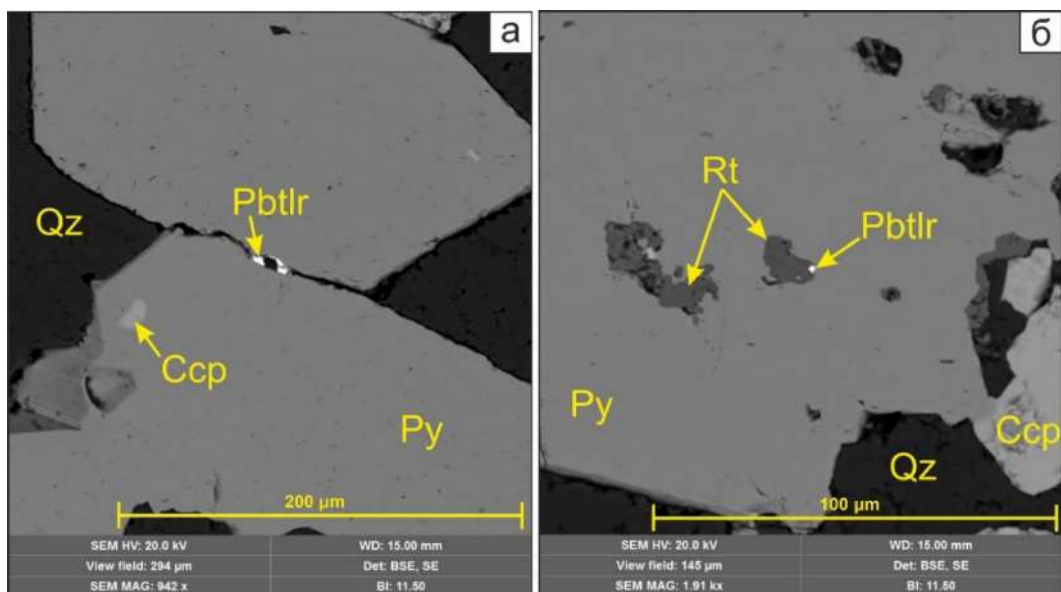 а
Qz
Pbtlr
Ccp
Py
200 µm
SEM HV: 20.0 kV
WD: 15.00 mm
View field: 294 µm
Det: BSE, SE
SEM MAG: 942 x
BI: 11.50
б
Rt
Pbtlr
Py
Ccp
Qz
100 µm
SEM HV: 20.0 kV
WD: 15.00 mm
View field: 145 µm
Det: BSE, SE
SEM MAG: 1.91 kx
BI: 11.50